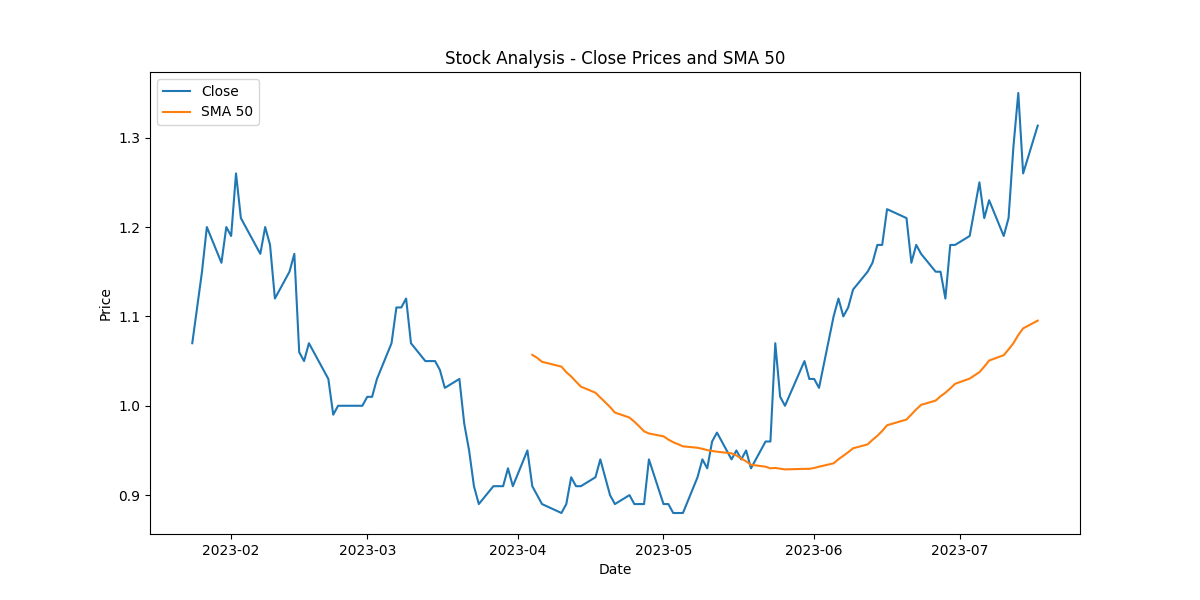 Stock Analysis - Close Prices and SMA 50
Close
SMA 50
Price
1.3
1.2
1.1
1.0
0.9
2023-02
2023-03
2023-04
2023-05
2023-06
2023-07
Date